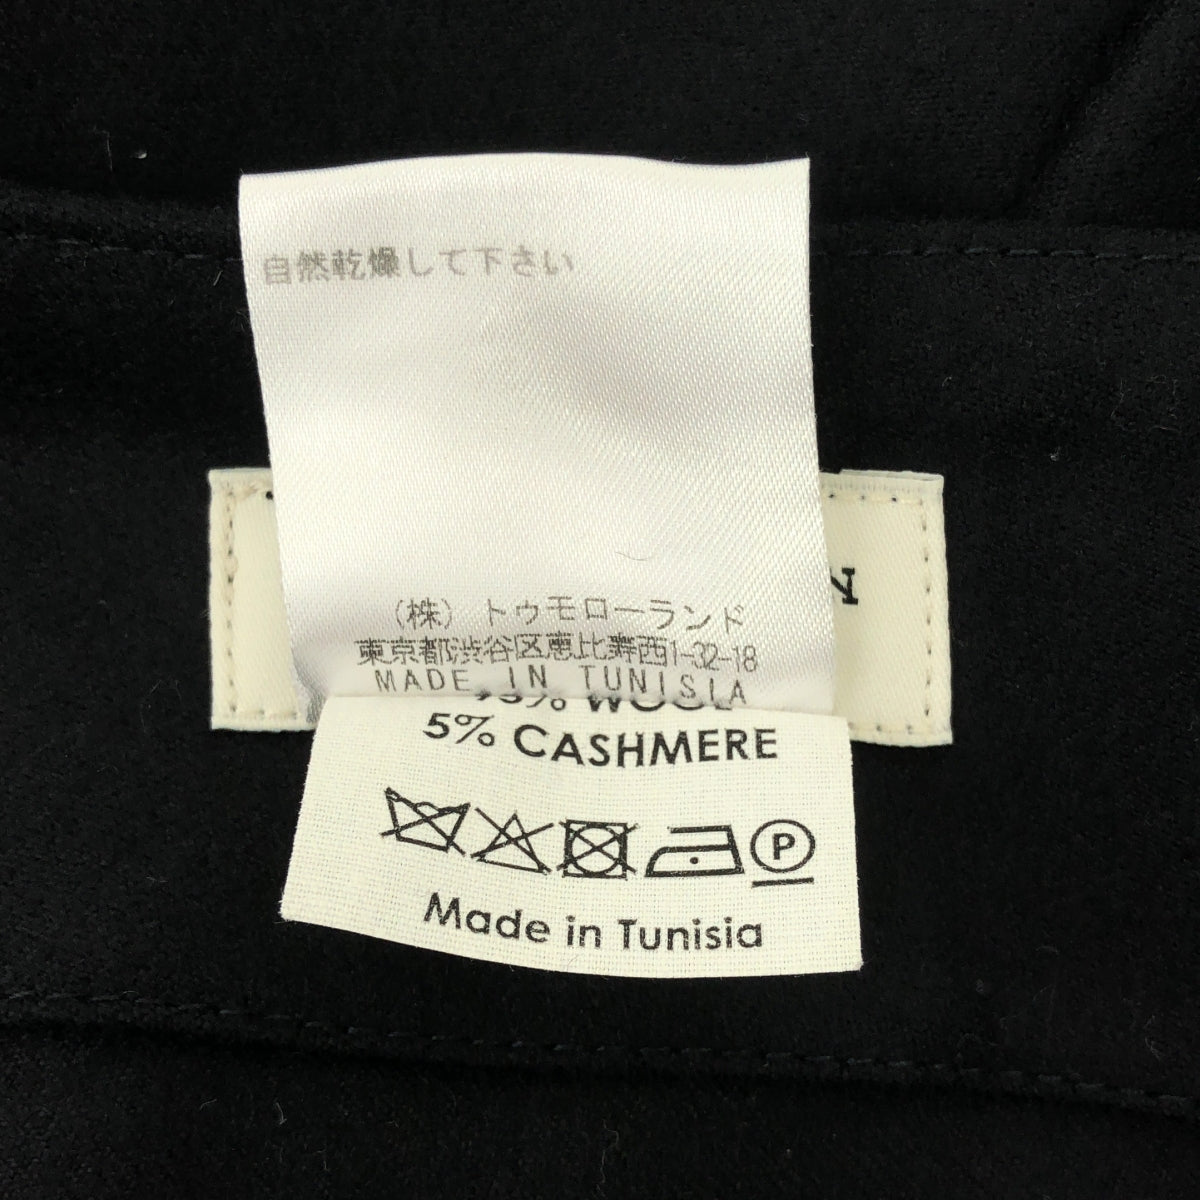 自然乾燥して下さい
N
(株) トゥモローランド
東京都渋谷区恵比寿西1-32-18
MADE IN TUNISIA
WOOL
5% CASHMERE
P
Made in Tunisia